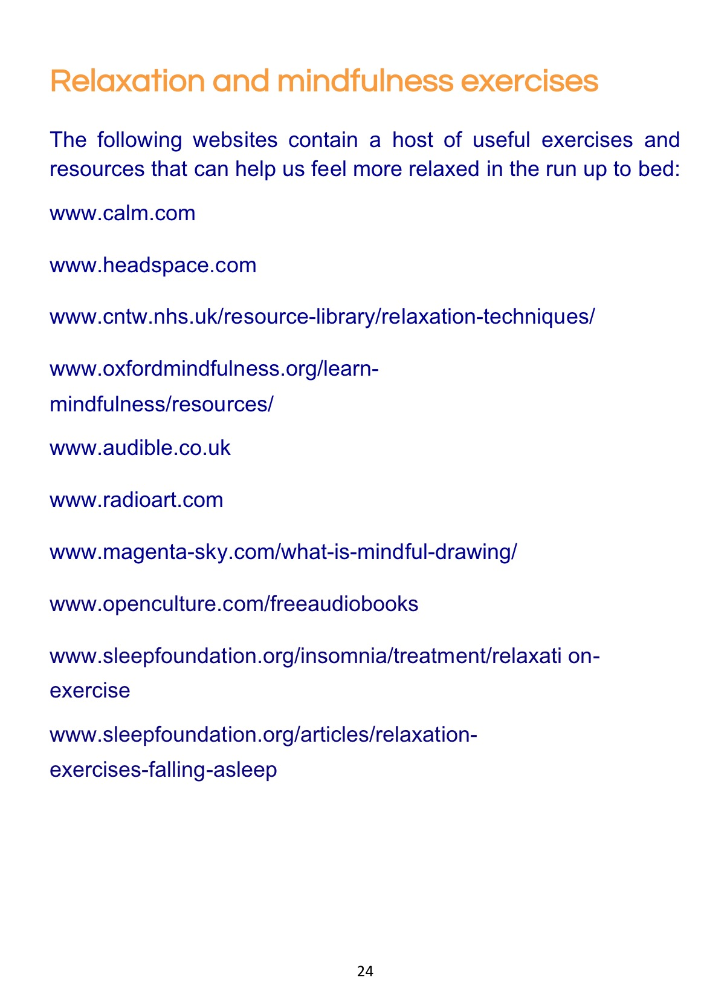 Relaxation and mindfulness exercises
The following websites contain a host of useful exercises and
resources that can help us feel more relaxed in the run up to bed:
www.calm.com
www.headspace.com
www.cntw.nhs.uk/resource-library/relaxation-techniques/
www.oxfordmindfulness.org/learn-
mindfulness/resources/
www.audible.co.uk
www.radioart.com
www.magenta-sky.com/what-is-mindful-drawing/
www.openculture.com/freeaudiobooks
www.sleepfoundation.org/insomnia/treatment/relaxati on-
exercise
www.sleepfoundation.org/articles/relaxation-
exercises-falling-asleep
24